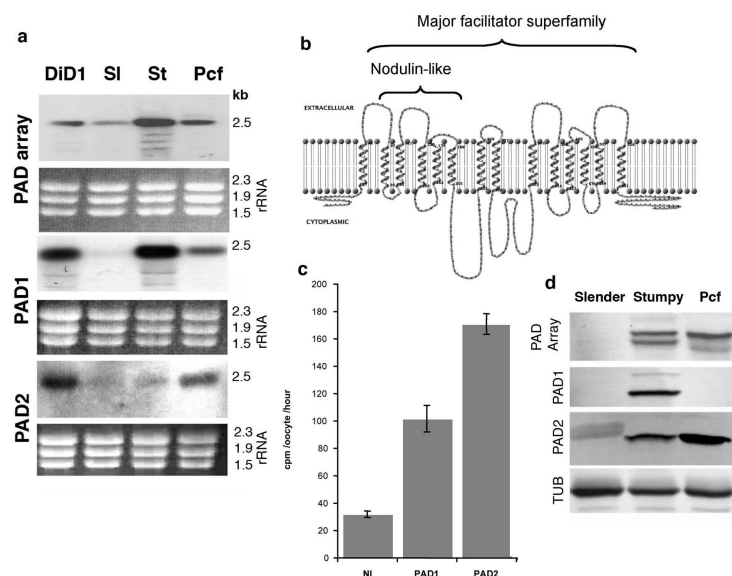 a
DiD1 Sl St Pcf
kb
PAD array
2.5
2.3
1.9
1.5
rRNA
PAD1
2.5
2.3
1.9
1.5
rRNA
PAD2
2.5
2.3
1.9
1.5
rRNA
b
Major facilitator superfamily
Nodulin-like
EXTRACELLULAR
CYTOPLASMIC
c
cpm /oocyte /hour
200
180
160
140
120
100
80
60
40
20
0
NI PAD1 PAD2
d
Slender Stumpy Pcf
PAD
Array
PAD1
PAD2
TUB